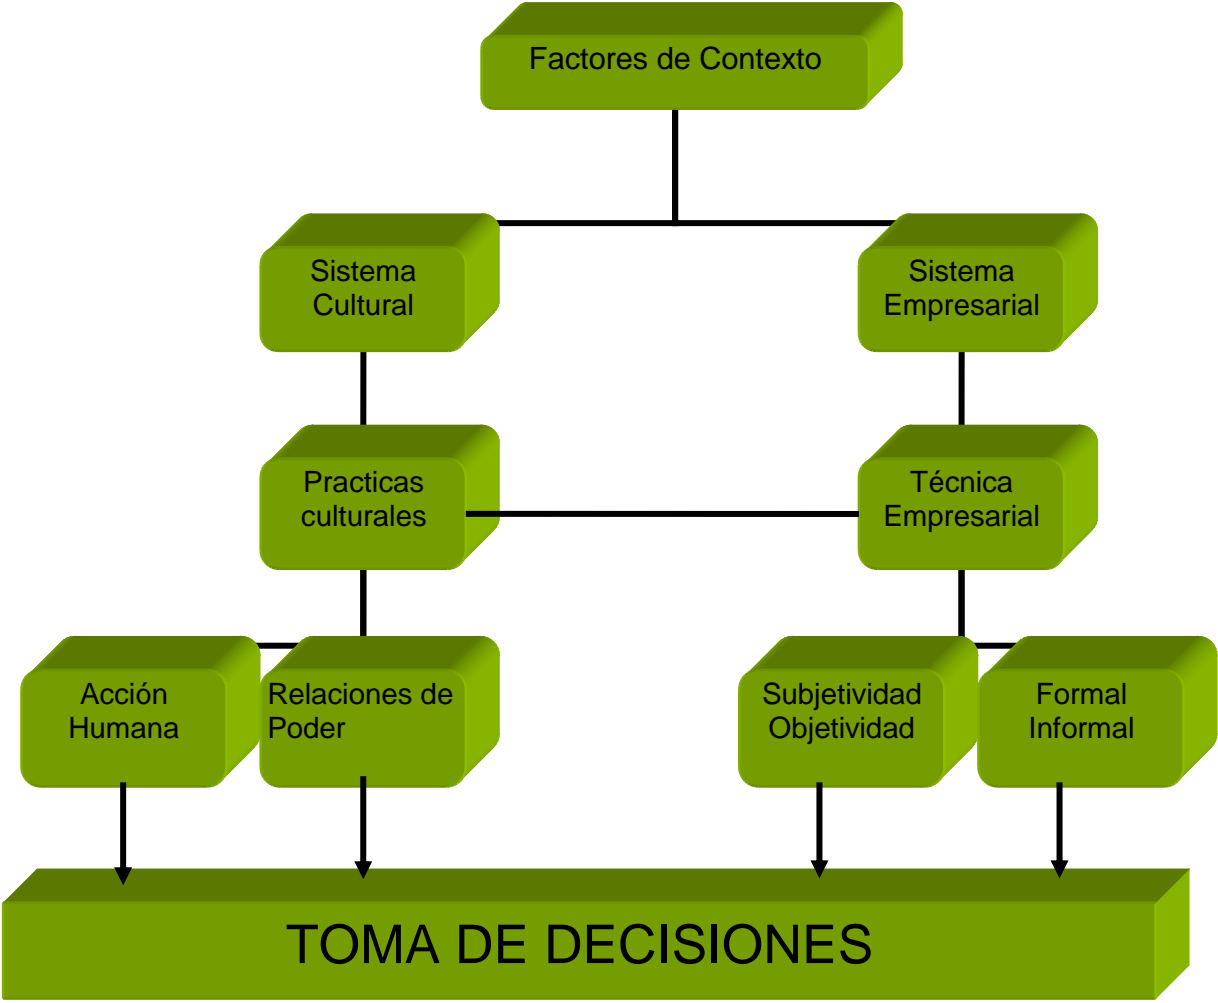 Factores de Contexto
Sistema
Cultural
Sistema
Empresarial
Practicas
culturales
Técnica
Empresarial
Acción
Humana
Relaciones de
Poder
Subjetividad
Objetividad
Formal
Informal
TOMA DE DECISIONES